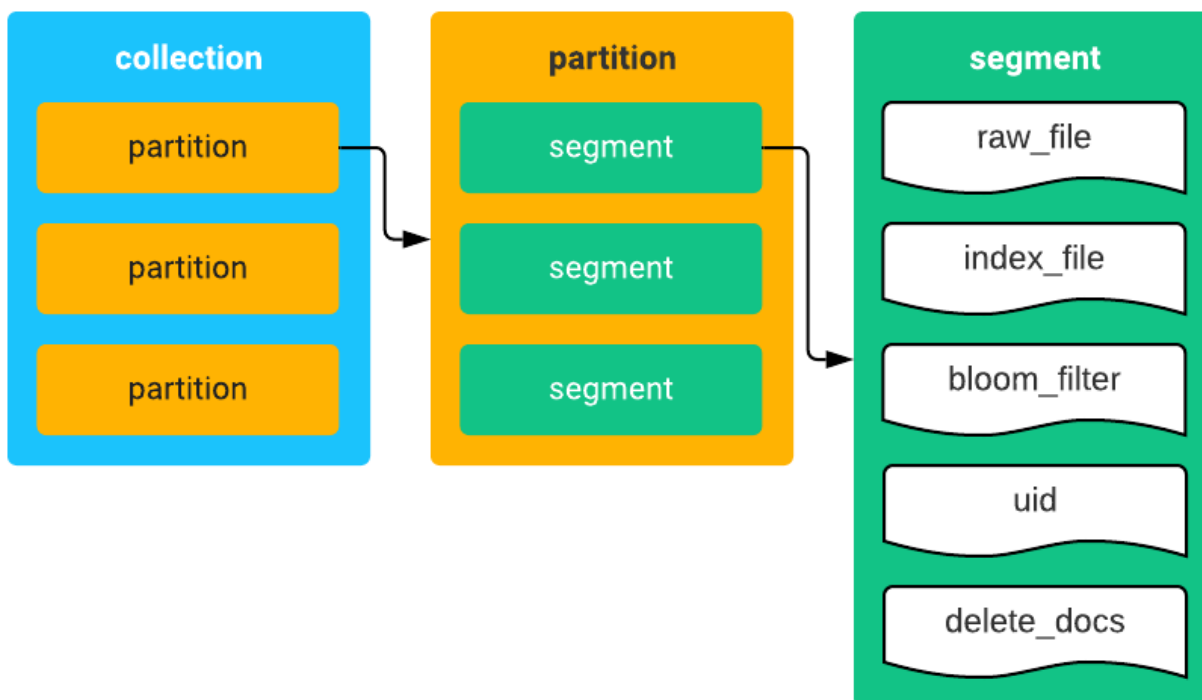 collection
partition
partition
partition
partition
segment
segment
segment
segment
raw_file
index_file
bloom_filter
uid
delete_docs